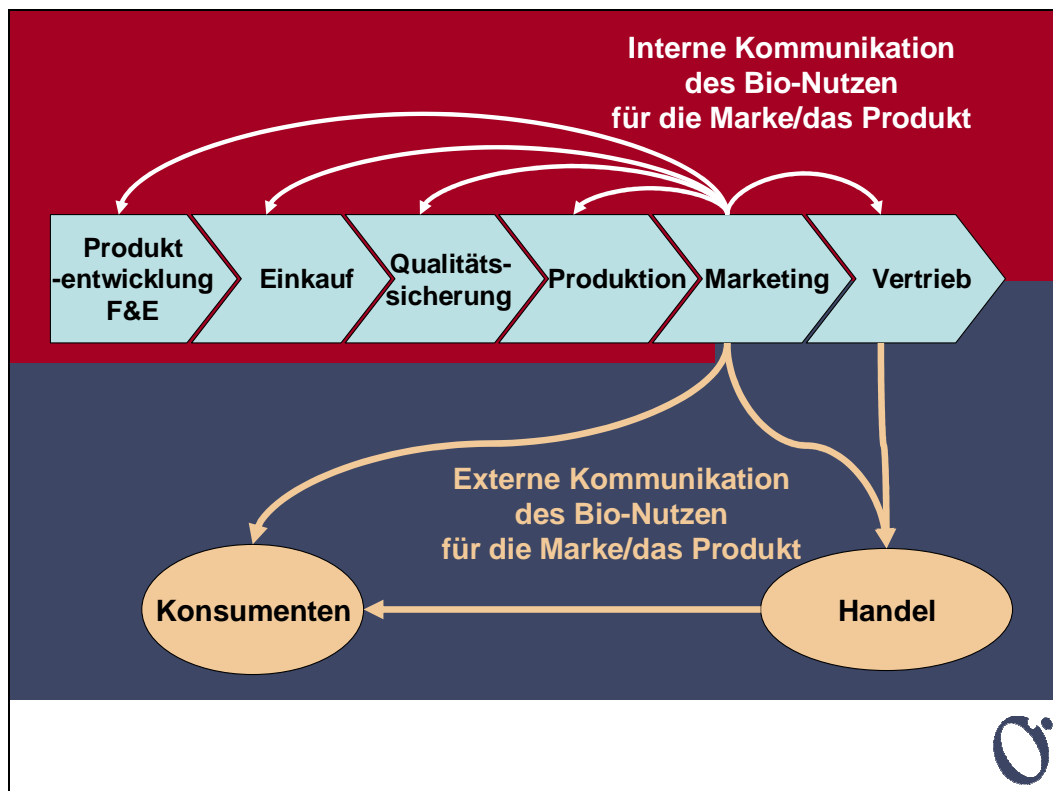 Interne Kommunikation
des Bio-Nutzen
für die Marke/das Produkt
Produkt
-entwicklung
F&E
Einkauf
Qualitäts-
sicherung
Produktion
Marketing
Vertrieb
Externe Kommunikation
des Bio-Nutzen
für die Marke/das Produkt
Konsumenten
Handel